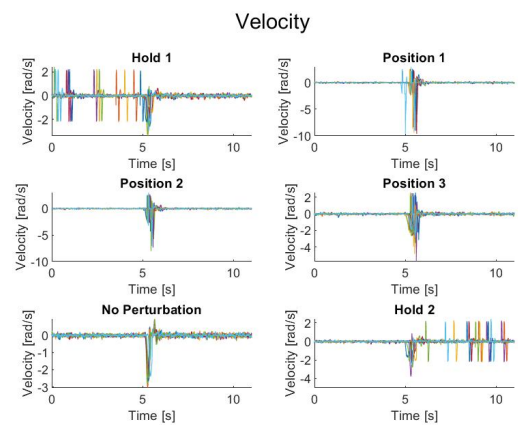 Velocity
Hold 1
Velocity [rad/s]
2
0
-2
0
5
10
Time [s]
Position 1
Velocity [rad/s]
0
-5
-10
0
5
10
Time [s]
Position 2
Velocity [rad/s]
0
-5
-10
0
5
10
Time [s]
Position 3
Velocity [rad/s]
2
0
-2
-4
0
5
10
Time [s]
No Perturbation
Velocity [rad/s]
0
-1
-2
-3
0
5
10
Time [s]
Hold 2
Velocity [rad/s]
2
0
-2
-4
0
5
10
Time [s]